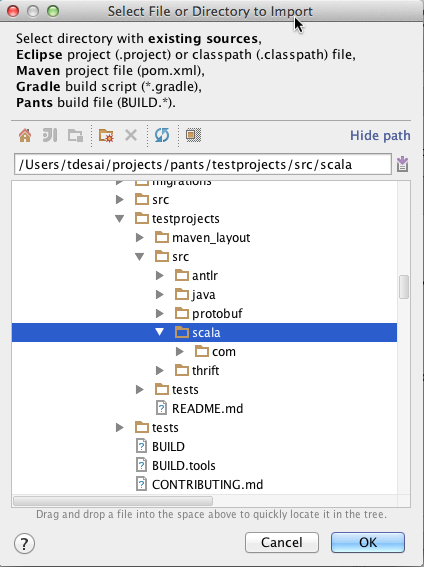 Select File or Directory to Import
Select directory with existing sources,
Eclipse project (.project) or classpath (.classpath) file,
Maven project file (pom.xml),
Gradle build script (*.gradle),
Pants build file (BUILD.*).
Hide path
/Users/tdesai/projects/pants/testprojects/src/scala
migrations
src
testprojects
maven_layout
src
antlr
java
protobuf
scala
com
thrift
tests
README.md
tests
BUILD
BUILD.tools
CONTRIBUTING.md
Drag and drop a file into the space above to quickly locate it in the tree.
?
Cancel
OK